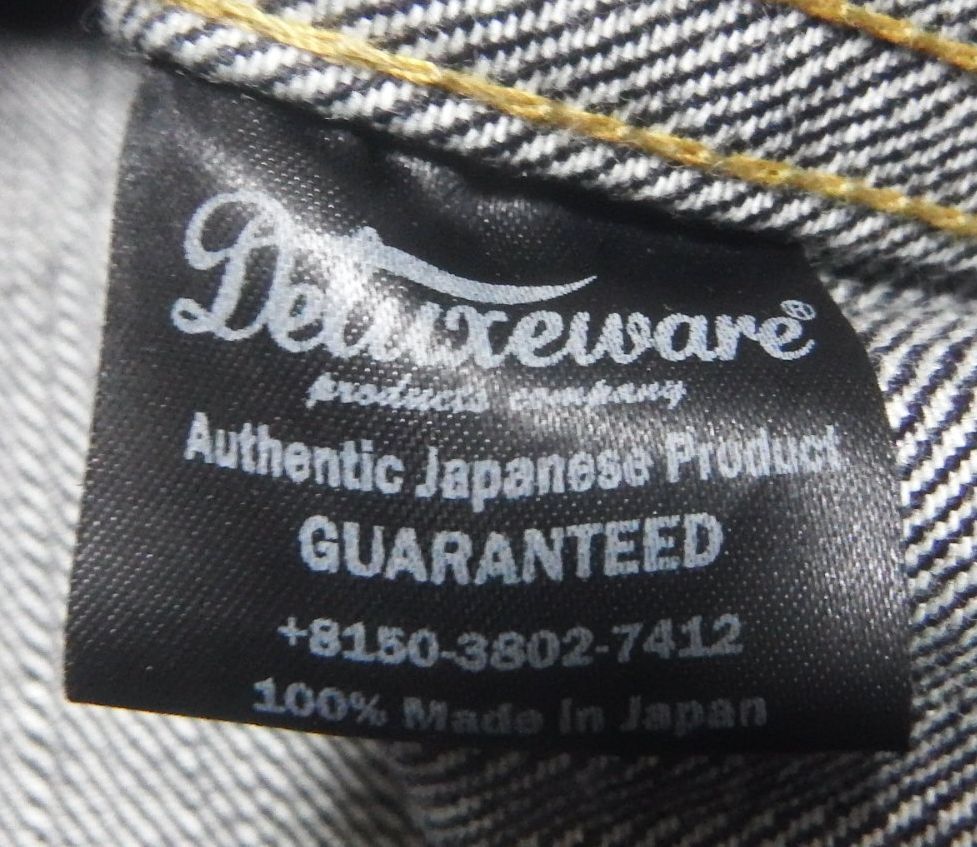 Deluxeware®
products company
Authentic Japanese Product
GUARANTEED
+8150-3802-7412
100% Made in Japan